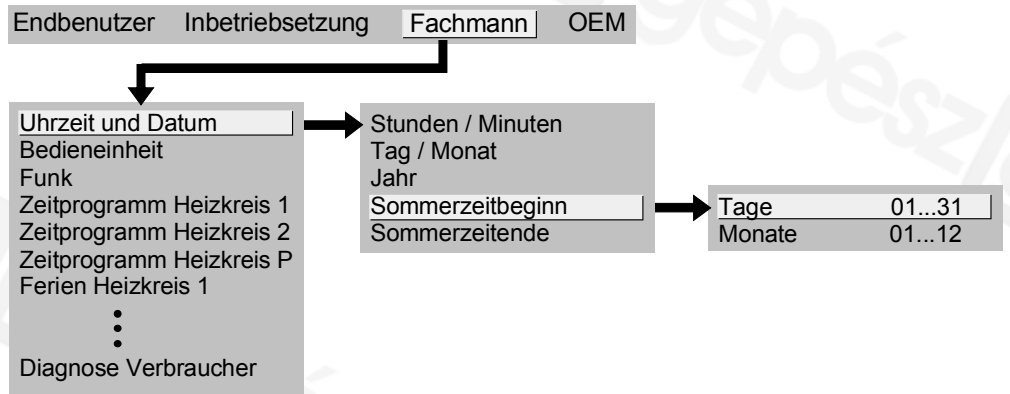 Endbenutzer Inbetriebsetzung Fachmann OEM
Uhrzeit und Datum
Bedieneinheit
Funk
Zeitprogramm Heizkreis 1
Zeitprogramm Heizkreis 2
Zeitprogramm Heizkreis P
Ferien Heizkreis 1
Diagnose Verbraucher
Stunden / Minuten
Tag / Monat
Jahr
Sommerzeitbeginn
Sommerzeitende
Tage 01...31
Monate 01...12